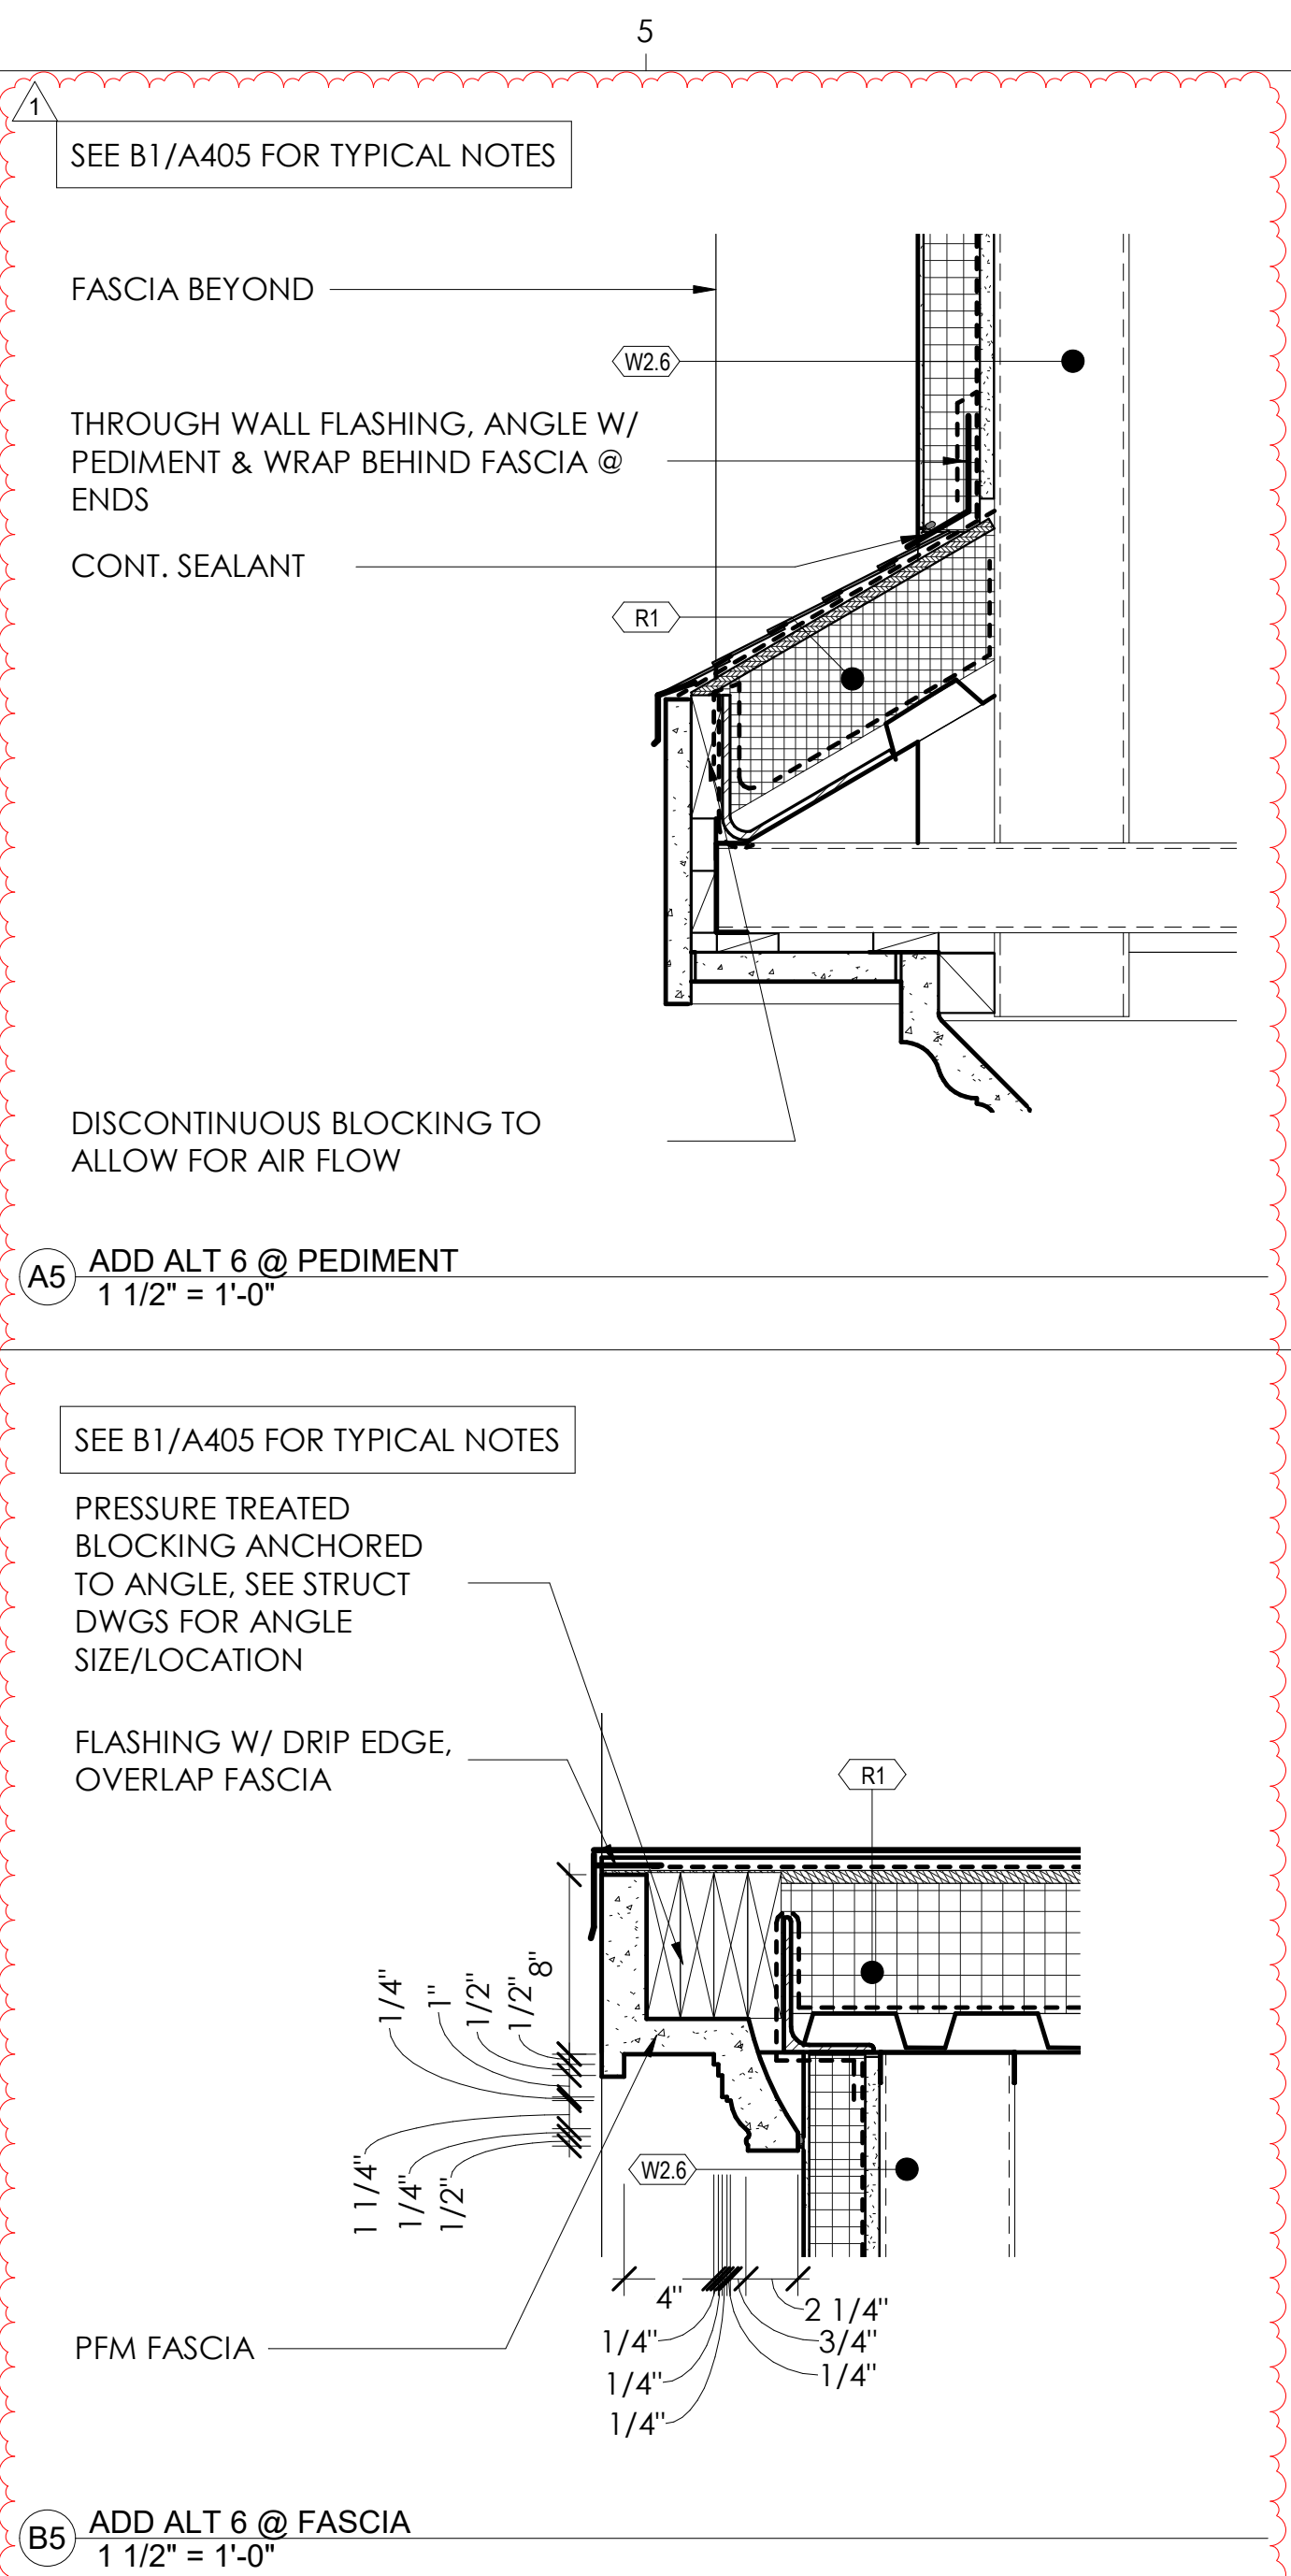 5
1
SEE B1/A405 FOR TYPICAL NOTES
FASCIA BEYOND
W2.6
THROUGH WALL FLASHING, ANGLE W/
PEDIMENT & WRAP BEHIND FASCIA @
ENDS
CONT. SEALANT
R1
DISCONTINUOUS BLOCKING TO
ALLOW FOR AIR FLOW
A5
ADD ALT 6 @ PEDIMENT
1 1/2" = 1'-0"
SEE B1/A405 FOR TYPICAL NOTES
PRESSURE TREATED
BLOCKING ANCHORED
TO ANGLE, SEE STRUCT
DWGS FOR ANGLE
SIZE/LOCATION
FLASHING W/ DRIP EDGE,
OVERLAP FASCIA
R1
8"
1/2"
1/2"
1"
1/4"
1 1/4"
1/4"
1/2"
W2.6
4"
2 1/4"
1/4"
3/4"
1/4"
1/4"
1/4"
PFM FASCIA
B5
ADD ALT 6 @ FASCIA
1 1/2" = 1'-0"